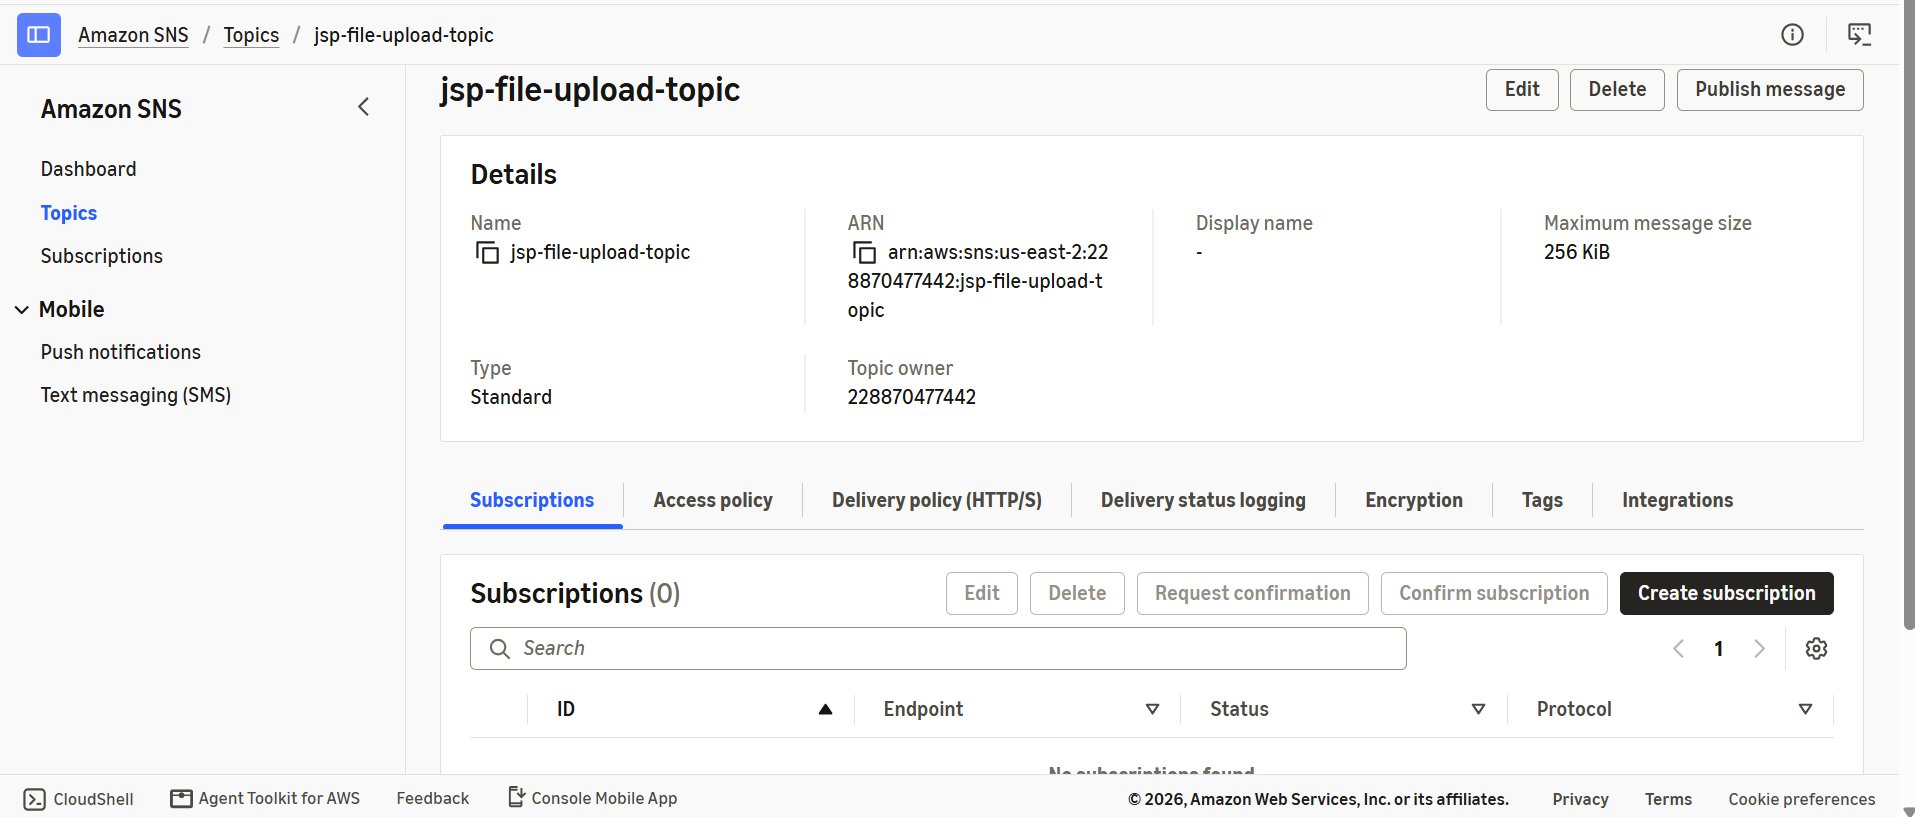 Amazon SNS / Topics / jsp-file-upload-topic
Amazon SNS
Dashboard
Topics
Subscriptions
Mobile
Push notifications
Text messaging (SMS)
jsp-file-upload-topic
Edit
Delete
Publish message
Details
Name
jsp-file-upload-topic
ARN
arn:aws:sns:us-east-2:22
8870477442:jsp-file-upload-t
opic
Display name
-
Maximum message size
256 KiB
Type
Standard
Topic owner
228870477442
Subscriptions
Access policy
Delivery policy (HTTP/S)
Delivery status logging
Encryption
Tags
Integrations
Subscriptions (0)
Edit
Delete
Request confirmation
Confirm subscription
Create subscription
Search
1
ID
Endpoint
Status
Protocol
No subscriptions found
CloudShell
Agent Toolkit for AWS
Feedback
Console Mobile App
© 2026, Amazon Web Services, Inc. or its affiliates.
Privacy
Terms
Cookie preferences